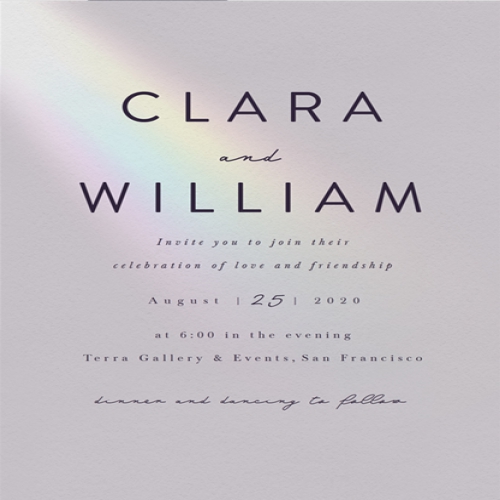 CLARA
and
WILLIAM
Invite you to join their
celebration of love and friendship
August | 25 | 2020
at 6:00 in the evening
Terra Gallery & Events, San Francisco
dinner and dancing to follow